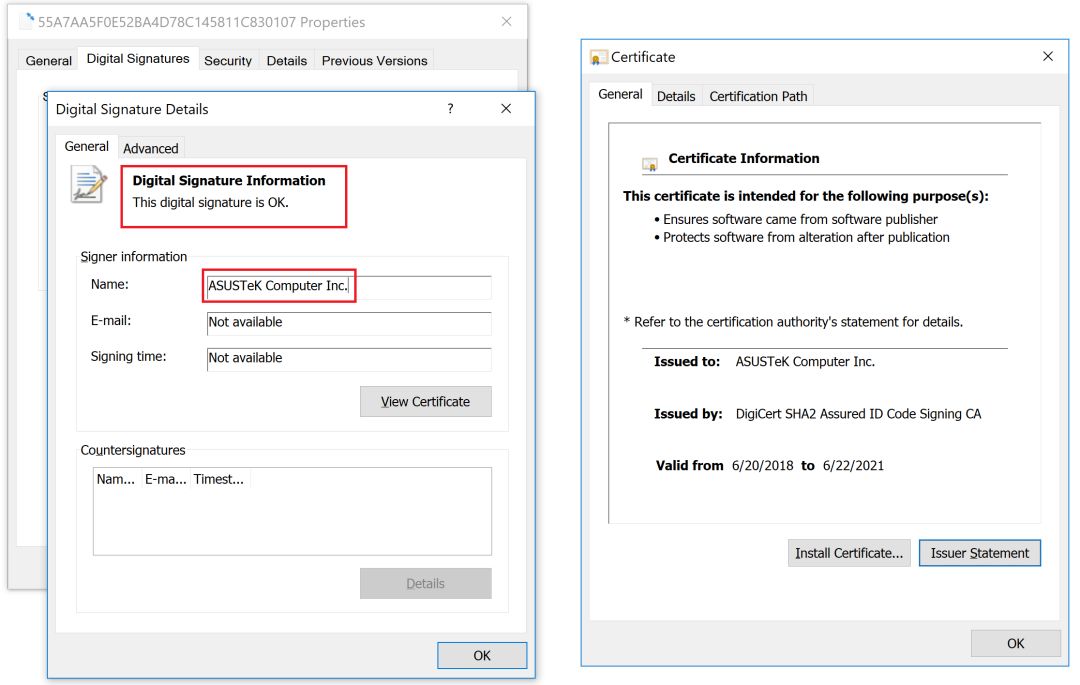 55A7AA5F0E52BA4D78C145811C830107 Properties
General Digital Signatures Security Details Previous Versions
S
Digital Signature Details ?
General Advanced
Digital Signature Information
This digital signature is OK.
Signer information
Name: ASUSTeK Computer Inc.
E-mail: Not available
Signing time: Not available
View Certificate
Countersignatures
Nam... E-ma... Timest...
Details
OK
Certificate
General Details Certification Path
Certificate Information
This certificate is intended for the following purpose(s):
• Ensures software came from software publisher
• Protects software from alteration after publication
* Refer to the certification authority's statement for details.
Issued to: ASUSTeK Computer Inc.
Issued by: DigiCert SHA2 Assured ID Code Signing CA
Valid from 6/20/2018 to 6/22/2021
Install Certificate... Issuer Statement
OK